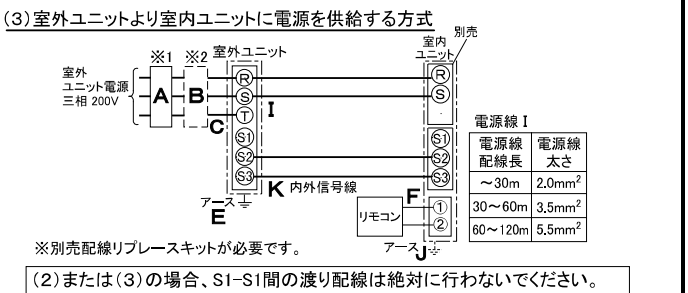 (3)室外ユニットより室内ユニットに電源を供給する方式
※1 ※2 室外ユニット
室内ユニット
別売
室外
ユニット電源
三相 200V
A
B
C
R
S
T
S1
S2
S3
I
R
S
S1
S2
S3
K 内外信号線
アース
E
F
リモコン
①
②
アース
J
電源線 I
電源線配線長 電源線太さ
～30m 2.0mm²
30～60m 3.5mm²
60～120m 5.5mm²
※別売配線リプレースキットが必要です。
(2)または(3)の場合、S1-S1間の渡り配線は絶対に行わないでください。